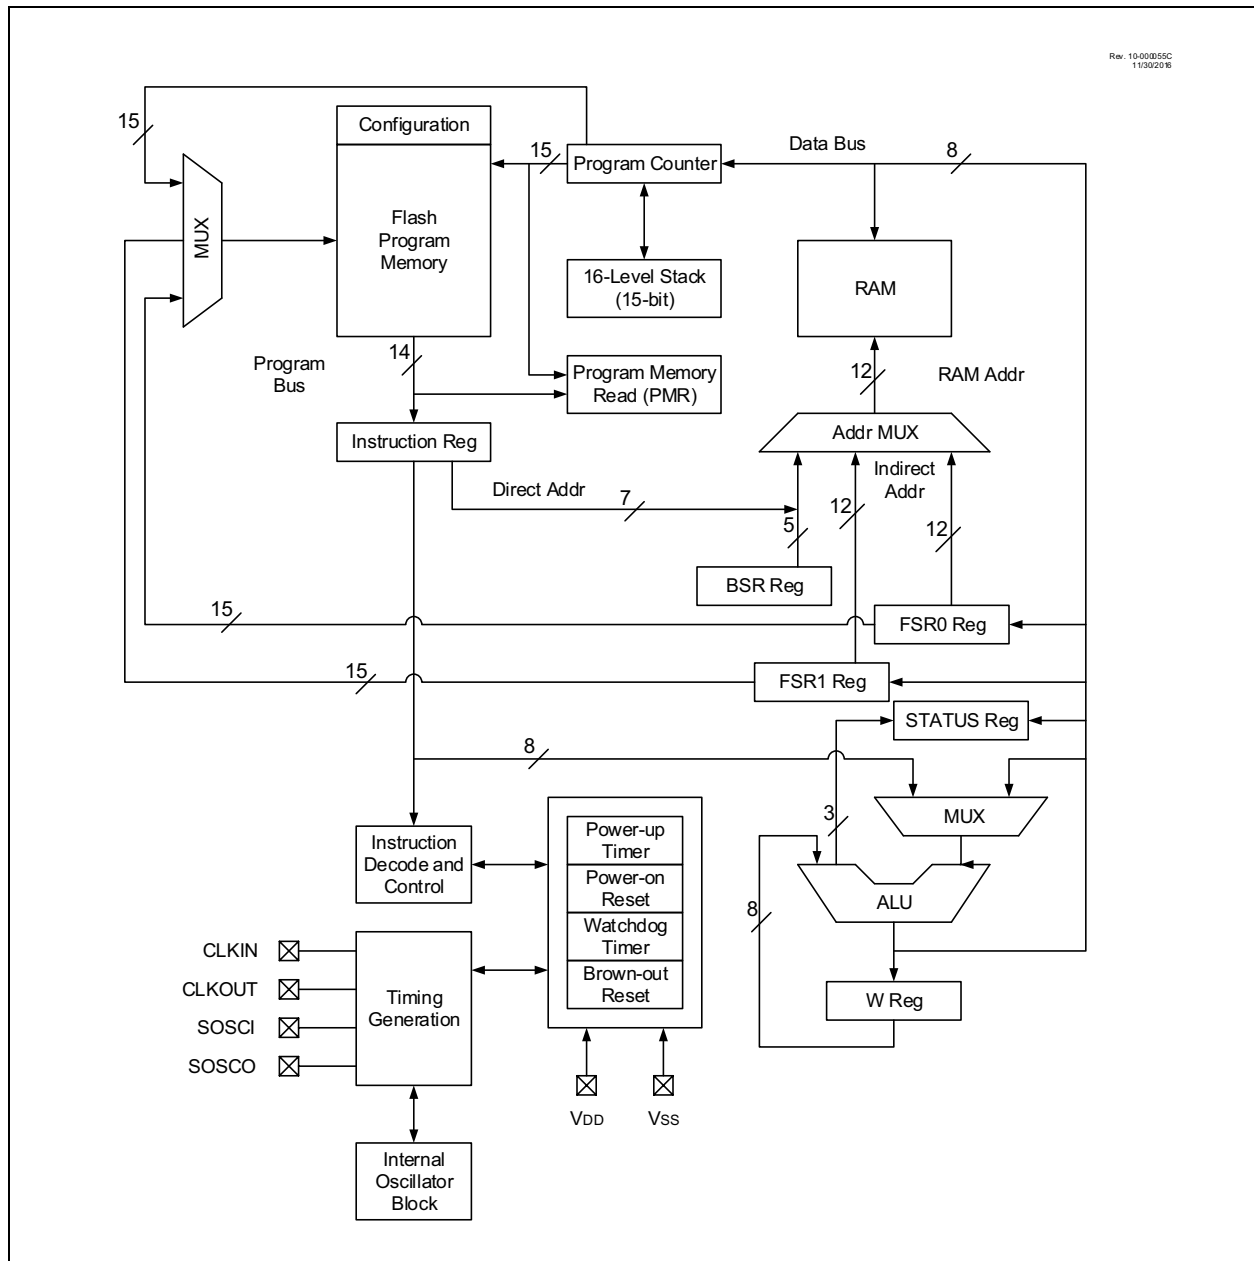 Rev. 10-000055C
11/30/2016
15
Configuration
15
Program Counter
Data Bus
8
MUX
Flash
Program
Memory
16-Level Stack
(15-bit)
RAM
Program
Bus
14
Program Memory
Read (PMR)
12
RAM Addr
Instruction Reg
Addr MUX
Direct Addr
7
Indirect
Addr
12
5
12
BSR Reg
15
FSR0 Reg
15
FSR1 Reg
STATUS Reg
8
3
MUX
Instruction
Decode and
Control
Power-up
Timer
Power-on
Reset
Watchdog
Timer
Brown-out
Reset
8
ALU
W Reg
CLKIN
CLKOUT
SOSCI
SOSCO
Timing
Generation
VDD
VSS
Internal
Oscillator
Block